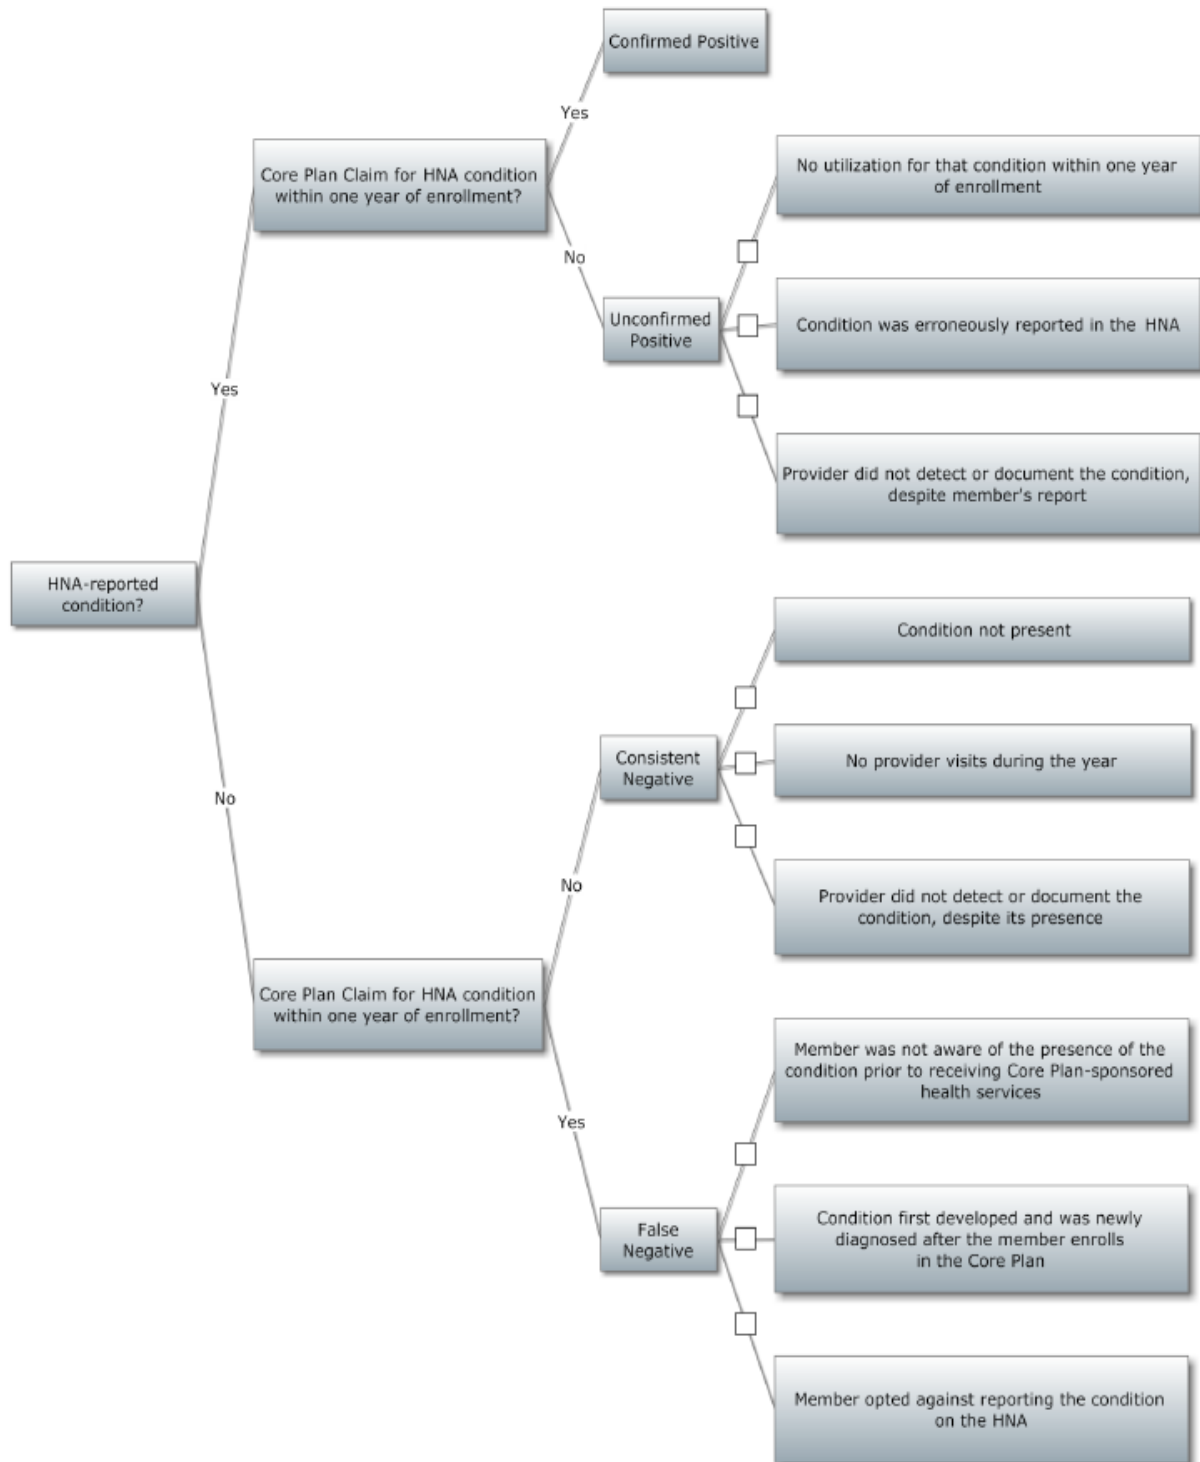 Confirmed Positive
Yes
Core Plan Claim for HNA condition
within one year of enrollment?
No utilization for that condition within one year
of enrollment
No
Unconfirmed
Positive
Condition was erroneously reported in the HNA
Yes
Provider did not detect or document the condition,
despite member's report
HNA-reported
condition?
Condition not present
Consistent
Negative
No provider visits during the year
No
No
Provider did not detect or document the
condition, despite its presence
Core Plan Claim for HNA condition
within one year of enrollment?
Member was not aware of the presence of the
condition prior to receiving Core Plan-sponsored
health services
Yes
False
Negative
Condition first developed and was newly
diagnosed after the member enrolls
in the Core Plan
Member opted against reporting the condition
on the HNA